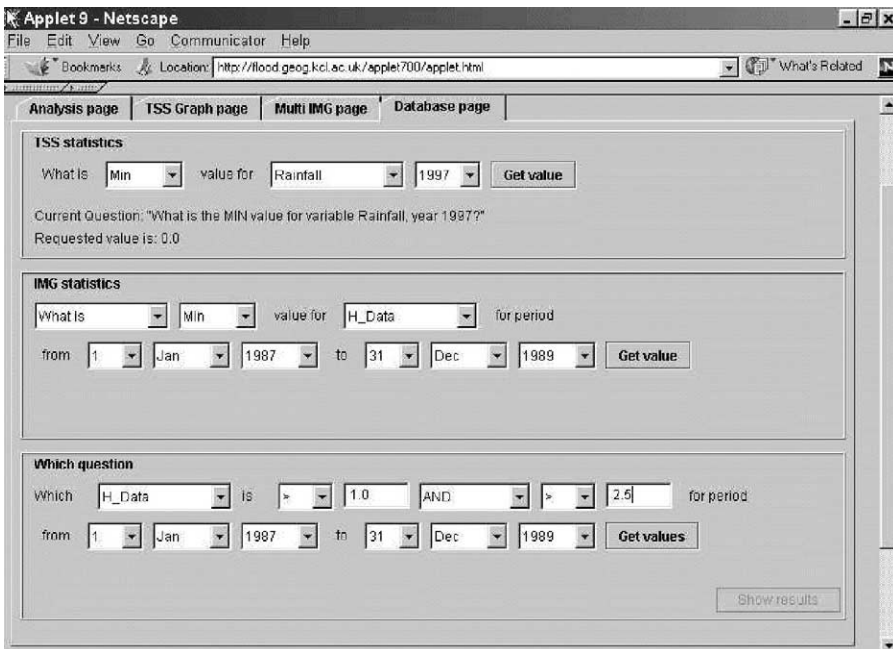 Applet 9 - Netscape
File Edit View Go Communicator Help
Bookmarks Location: http://flood.geog.kcl.ac.uk/applet700/applet.html What's Related N
Analysis page TSS Graph page Multi IMG page Database page
TSS statistics
What is Min value for Rainfall 1997 Get value
Current Question: "What is the MIN value for variable Rainfall, year 1997?"
Requested value is: 0.0
IMG statistics
What is Min value for H_Data for period
from 1 Jan 1987 to 31 Dec 1989 Get value
Which question
Which H_Data is > 1.0 AND > 2.5 for period
from 1 Jan 1987 to 31 Dec 1989 Get values
Show results